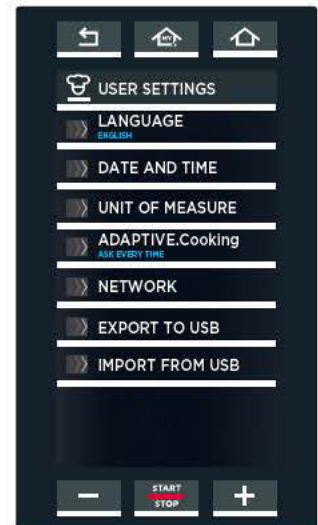 MY
USER SETTINGS
LANGUAGE
ENGLISH
DATE AND TIME
UNIT OF MEASURE
ADAPTIVE.Cooking
ASK EVERY TIME
NETWORK
EXPORT TO USB
IMPORT FROM USB
START
STOP